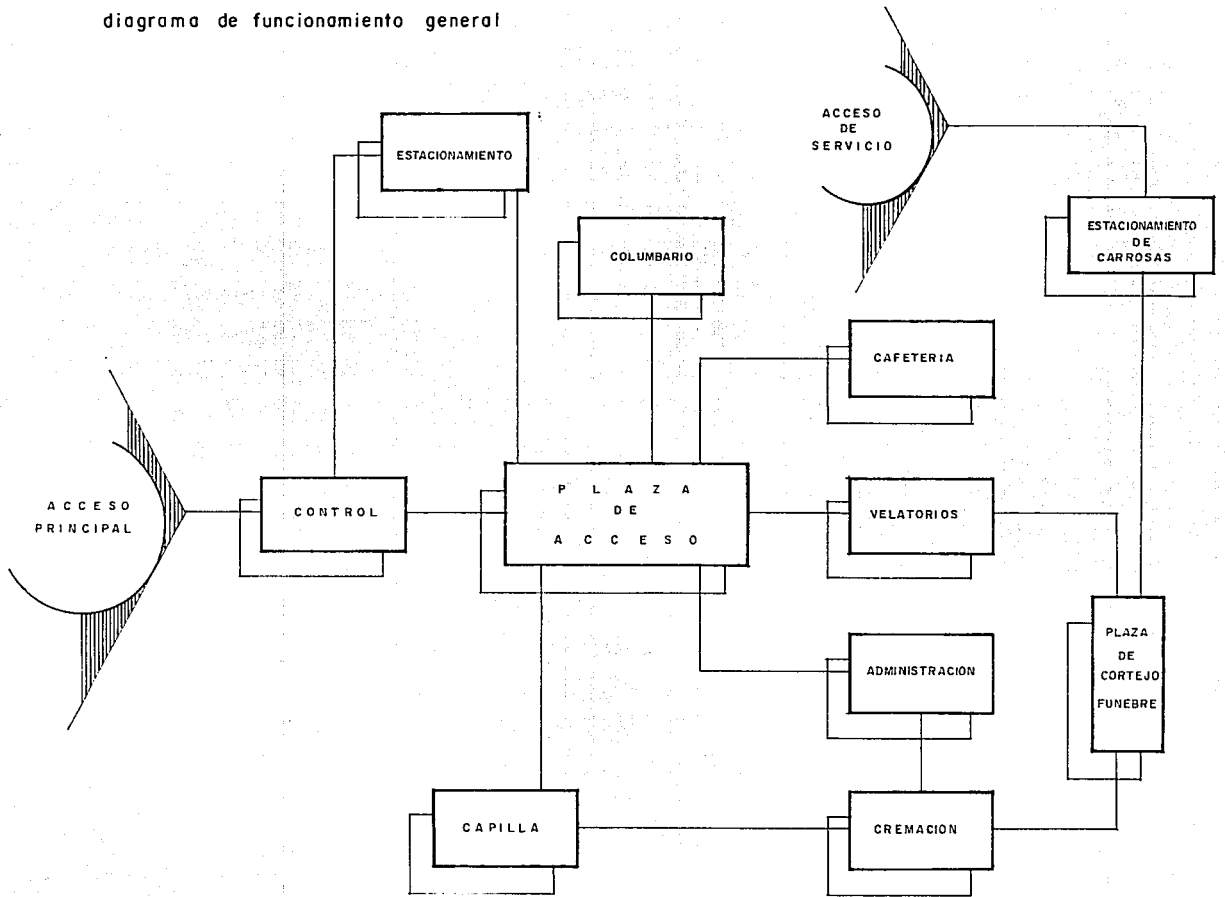 diagrama de funcionamiento general
ACCESO
DE
SERVICIO
ESTACIONAMIENTO
ESTACIONAMIENTO
DE
CARROSAS
COLUMBARIO
CAFETERIA
ACCESO
PRINCIPAL
CONTROL
PLAZA
DE
ACCESO
VELATORIOS
PLAZA
DE
CORTEJO
FUNEBRE
ADMINISTRACION
CAPILLA
CREMACION